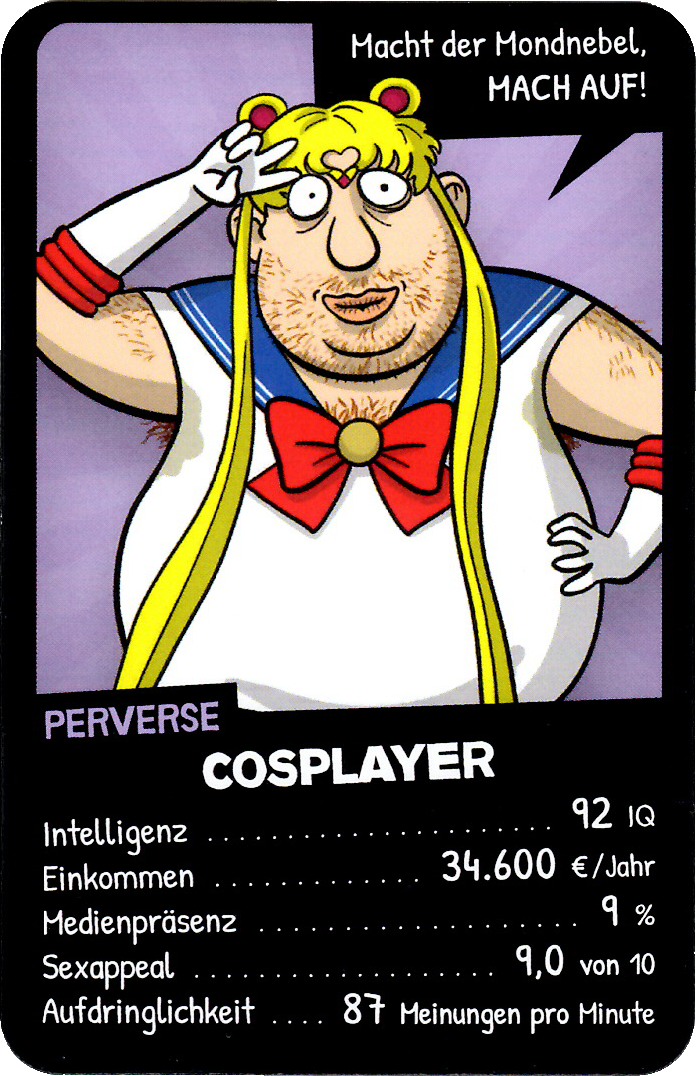 Macht der Mondnebel,
MACH AUF!
PERVERSE
COSPLAYER
Intelligenz ........................ 92 IQ
Einkommen ............. 34.600 €/Jahr
Medienpräsenz .................... 9 %
Sexappeal ................... 9,0 von 10
Aufdringlichkeit .... 87 Meinungen pro Minute